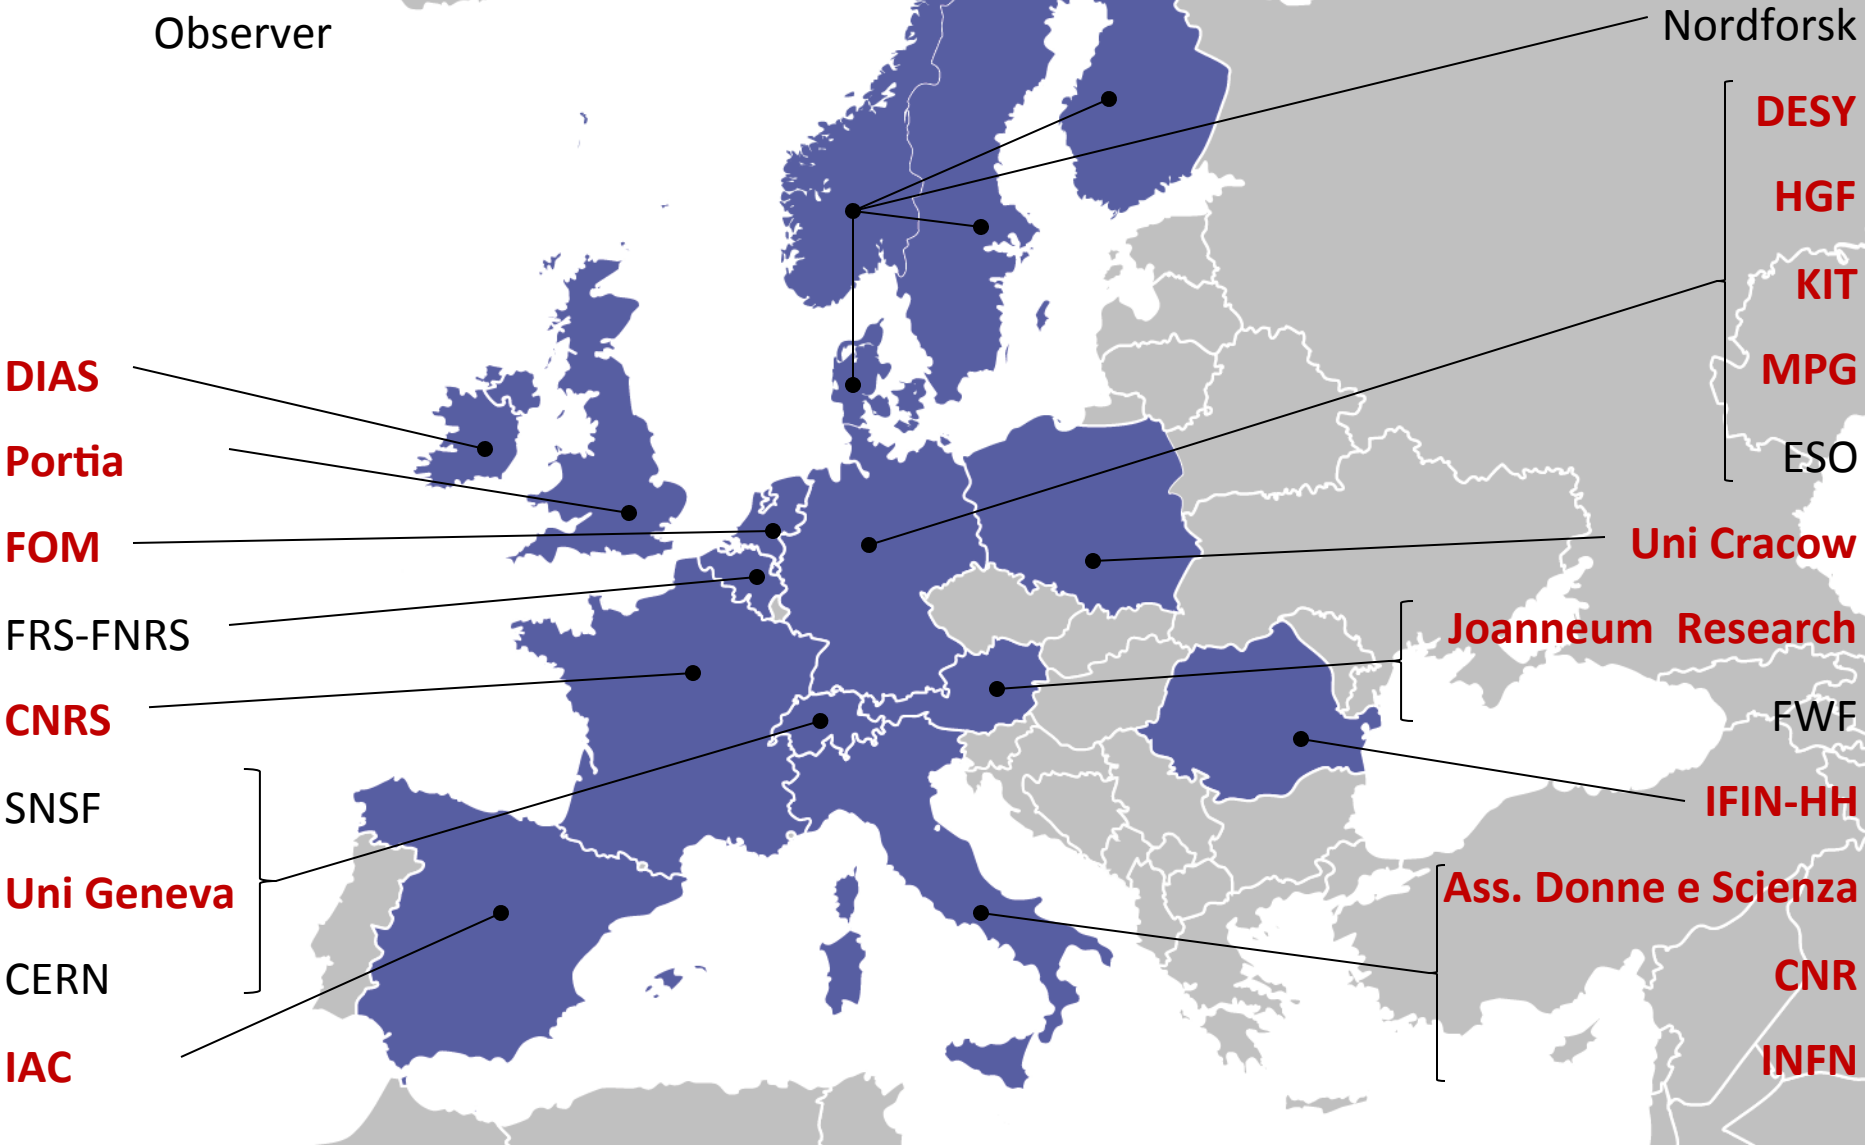 Observer
DIAS
Portia
FOM
FRS-FNRS
CNRS
SNSF
Uni Geneva
CERN
IAC
Nordforsk
DESY
HGF
KIT
MPG
ESO
Uni Cracow
Joanneum Research
FWF
IFIN-HH
Ass. Donne e Scienza
CNR
INFN